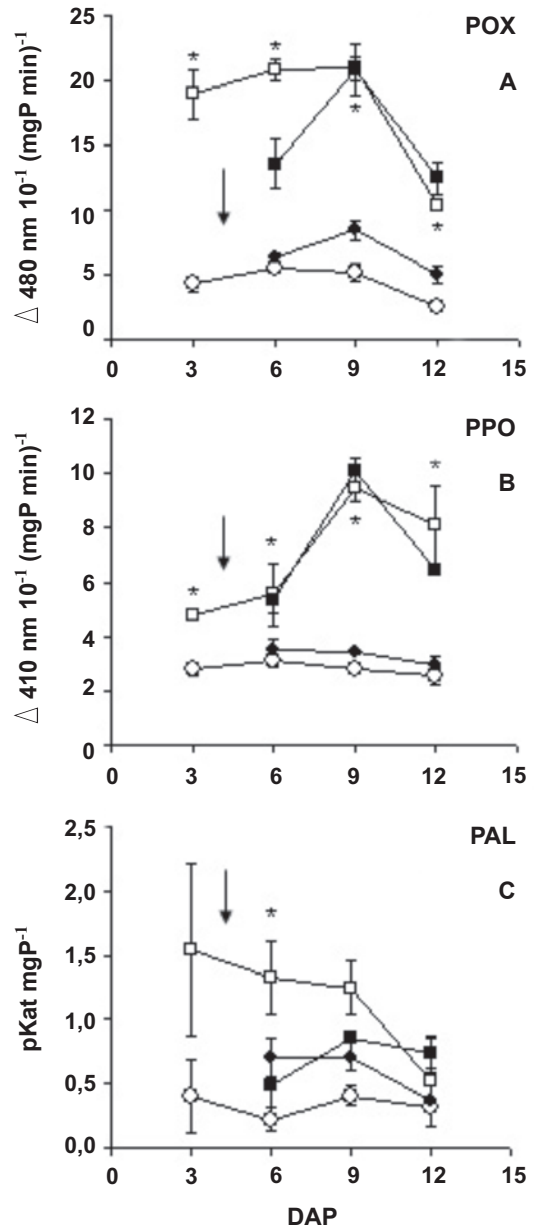 POX
A
25
20
15
10
5
0
△ 480 nm 10⁻¹ (mgP min)⁻¹
* * * *
0 3 6 9 12 15
PPO
B
12
10
8
6
4
2
0
△ 410 nm 10⁻¹ (mgP min)⁻¹
* * * *
0 3 6 9 12 15
PAL
C
2,5
2,0
1,5
1,0
0,5
0,0
pKat mgP⁻¹
*
0 3 6 9 12 15
DAP